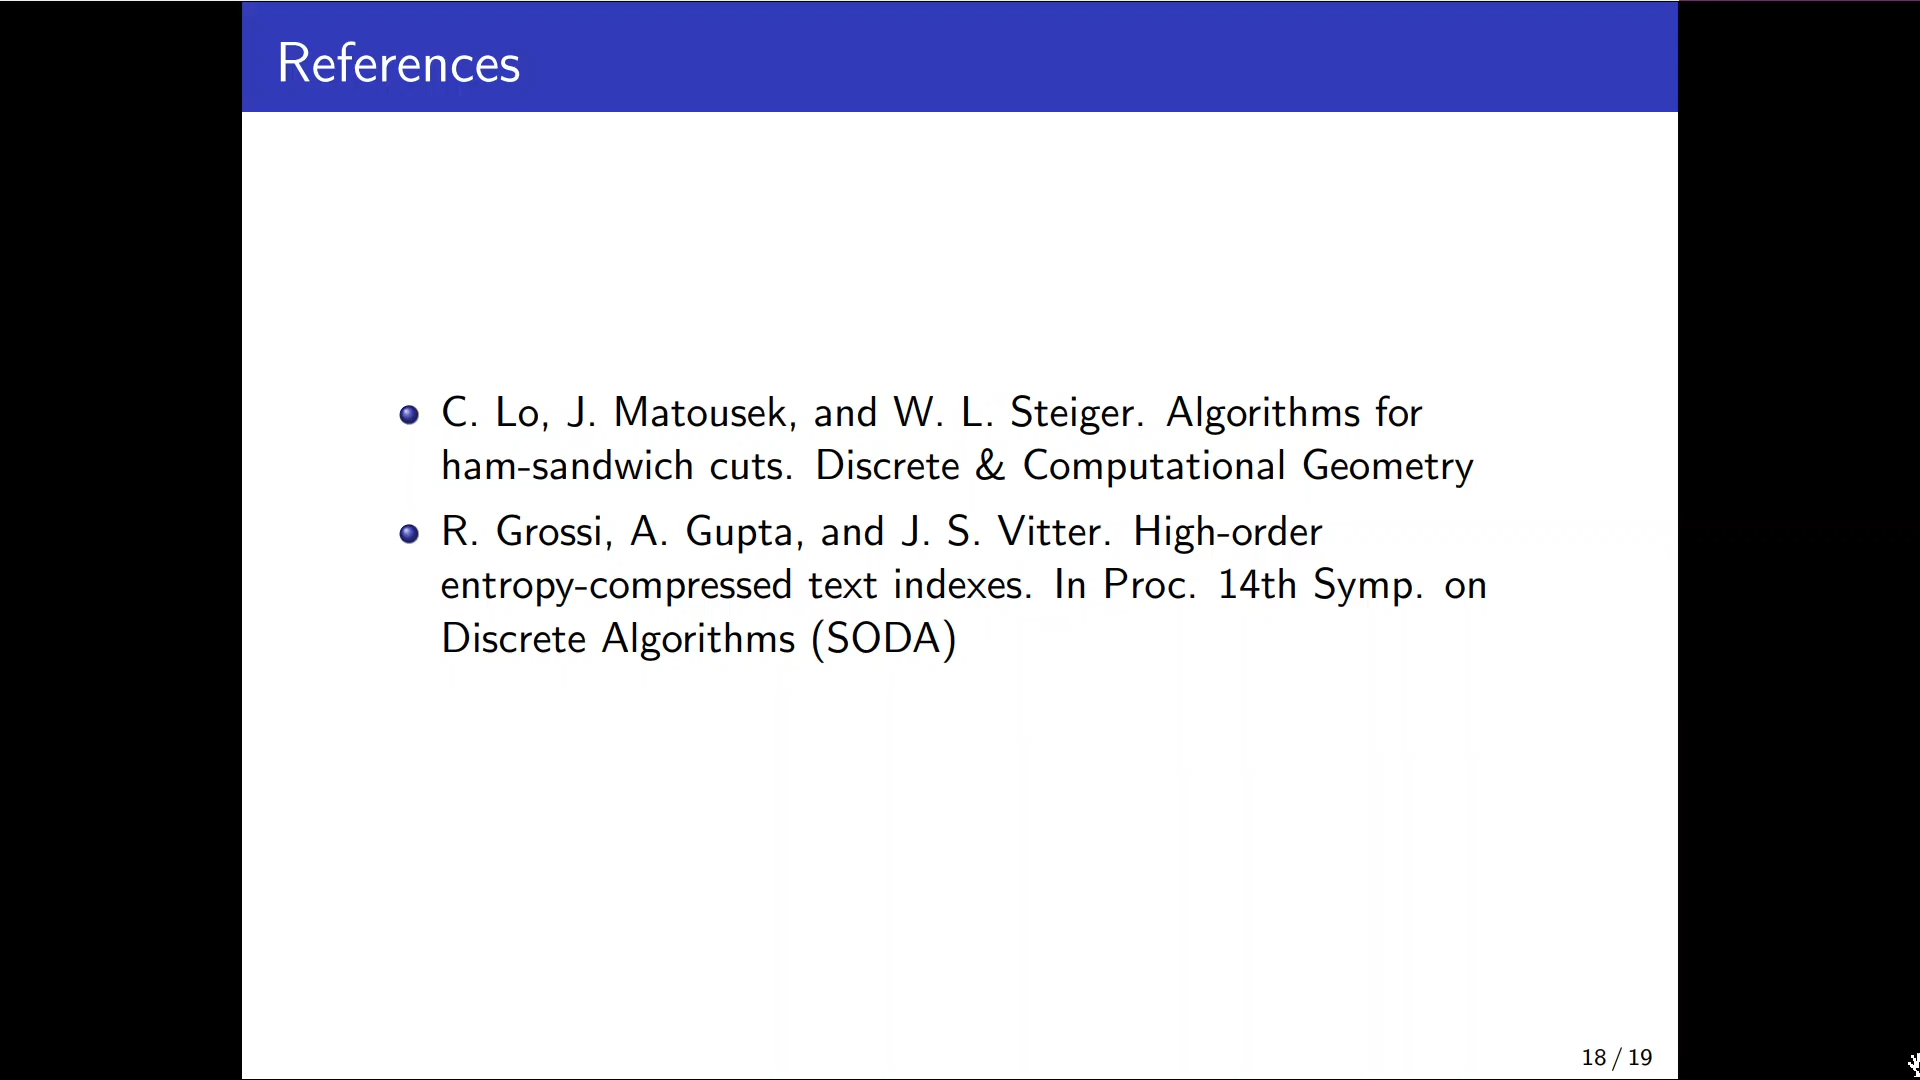 References
C. Lo, J. Matousek, and W. L. Steiger. Algorithms for
ham-sandwich cuts. Discrete & Computational Geometry
R. Grossi, A. Gupta, and J. S. Vitter. High-order
entropy-compressed text indexes. In Proc. 14th Symp. on
Discrete Algorithms (SODA)
18 / 19